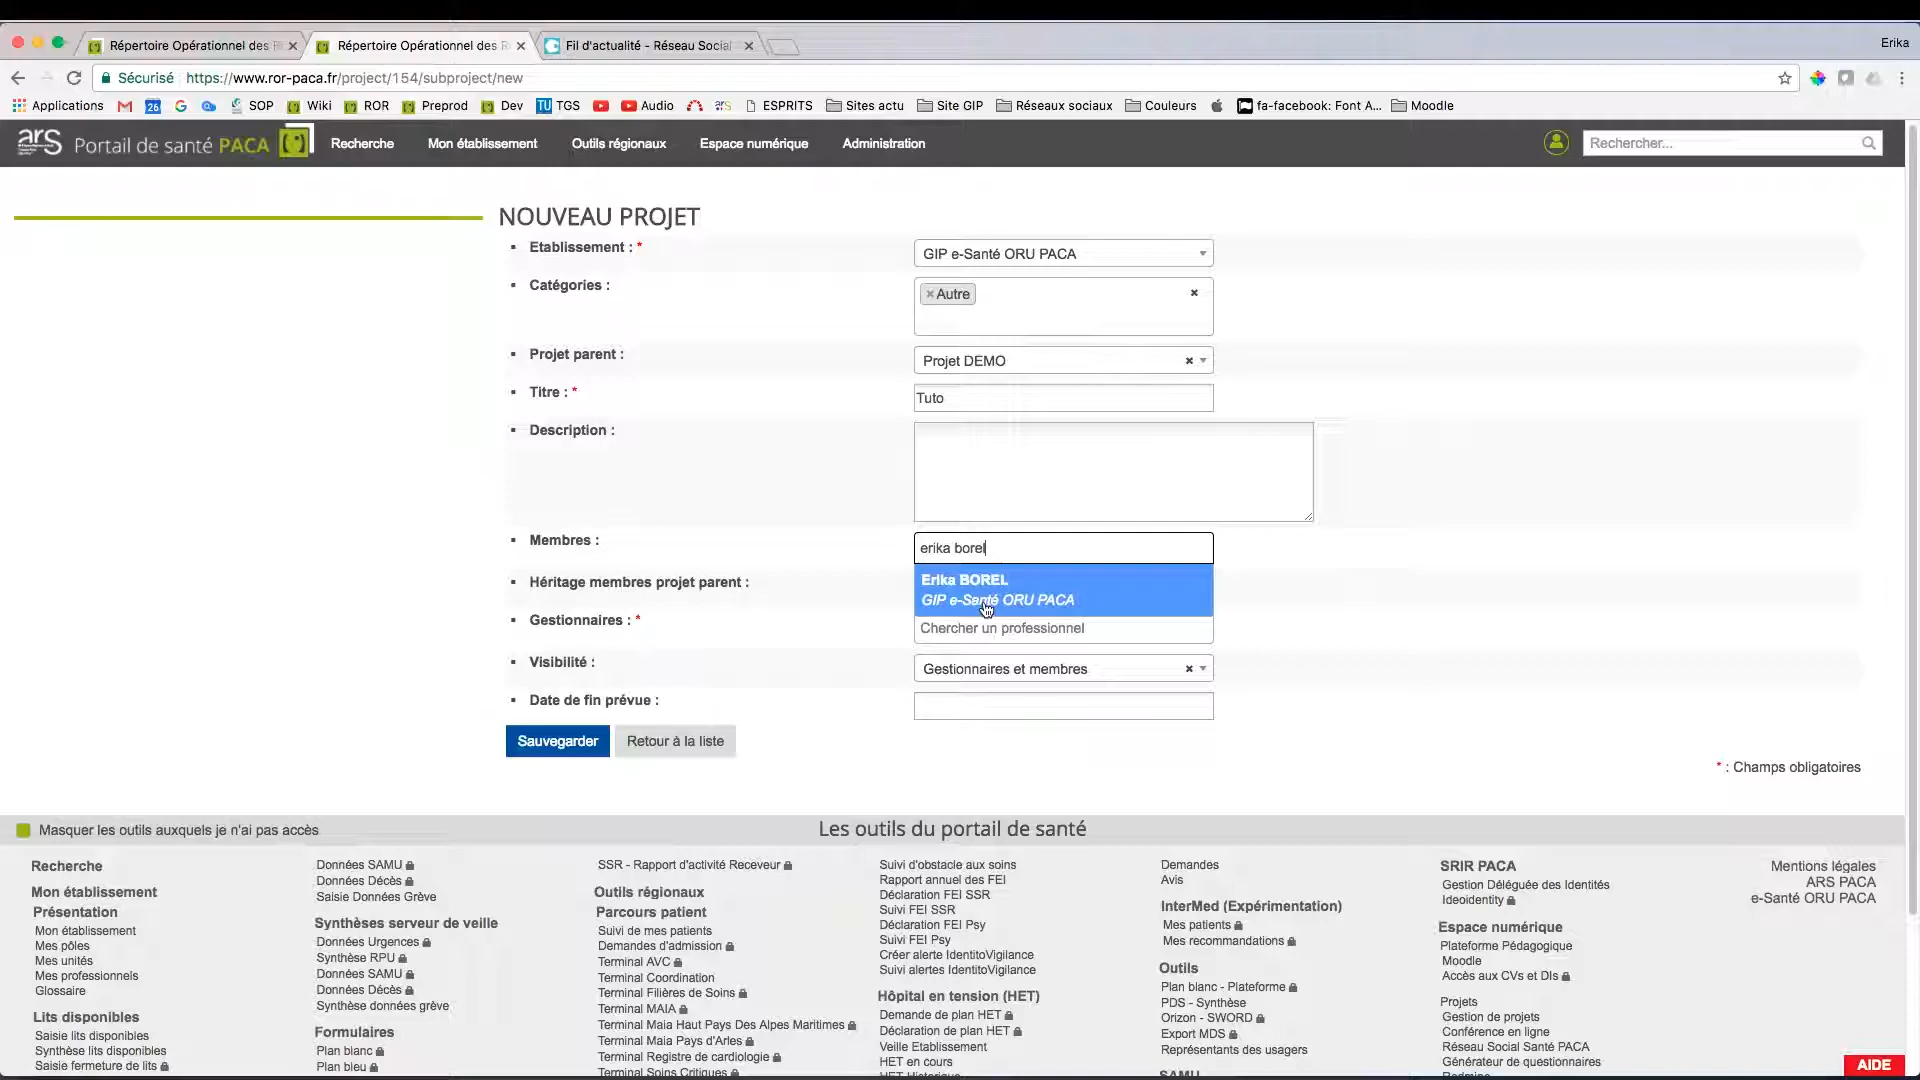 Répertoire Opérationnel des R
Répertoire Opérationnel des R
Fil d'actualité - Réseau Social
Erika
Sécurisé
https://www.ror-paca.fr/project/154/subproject/new
Applications
26
SOP
Wiki
ROR
Preprod
Dev
TU TGS
Audio
ars
ESPRITS
Sites actu
Site GIP
Réseaux sociaux
Couleurs
fa-facebook: Font A...
Moodle
ars
Portail de santé PACA
Recherche
Mon établissement
Outils régionaux
Espace numérique
Administration
Rechercher...
NOUVEAU PROJET
Etablissement : *
GIP e-Santé ORU PACA
Catégories :
×Autre
Projet parent :
Projet DEMO
Titre : *
Tuto
Description :
Membres :
erika borel
Erika BOREL
GIP e-Santé ORU PACA
Héritage membres projet parent :
Gestionnaires : *
Chercher un professionnel
Visibilité :
Gestionnaires et membres
Date de fin prévue :
Sauvegarder
Retour à la liste
* : Champs obligatoires
Masquer les outils auxquels je n'ai pas accès
Les outils du portail de santé
Recherche
Mon établissement
Présentation
Mon établissement
Mes pôles
Mes unités
Mes professionnels
Glossaire
Lits disponibles
Saisie lits disponibles
Synthèse lits disponibles
Saisie fermeture de lits
Données SAMU
Données Décès
Saisie Données Grève
Synthèses serveur de veille
Données Urgences
Synthèse RPU
Données SAMU
Données Décès
Synthèse données grève
Formulaires
Plan blanc
Plan bleu
SSR - Rapport d'activité Receveur
Outils régionaux
Parcours patient
Suivi de mes patients
Demandes d'admission
Terminal AVC
Terminal Coordination
Terminal Filières de Soins
Terminal MAIA
Terminal Maia Haut Pays Des Alpes Maritimes
Terminal Maia Pays d'Arles
Terminal Registre de cardiologie
Terminal Soins Critiques
Suivi d'obstacle aux soins
Rapport annuel des FEI
Déclaration FEI SSR
Suivi FEI SSR
Déclaration FEI Psy
Suivi FEI Psy
Créer alerte IdentitoVigilance
Suivi alertes IdentitoVigilance
Hôpital en tension (HET)
Demande de plan HET
Déclaration de plan HET
Veille Etablissement
HET en cours
HET Historique
Demandes
Avis
InterMed (Expérimentation)
Mes patients
Mes recommandations
Outils
Plan blanc - Plateforme
PDS - Synthèse
Orizon - SWORD
Export MDS
Représentants des usagers
SAMU
SRIR PACA
Gestion Déléguée des Identités
Ideoidentity
Espace numérique
Plateforme Pédagogique
Moodle
Accès aux CVs et DIs
Projets
Gestion de projets
Conférence en ligne
Réseau Social Santé PACA
Générateur de questionnaires
Redmine
Mentions légales
ARS PACA
e-Santé ORU PACA
AIDE